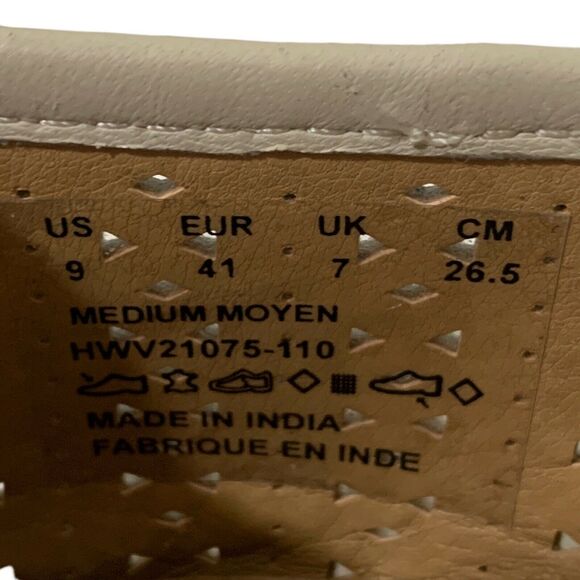 US EUR UK CM
9 41 7 26.5
MEDIUM MOYEN
HWV21075-110
MADE IN INDIA
FABRIQUE EN INDE